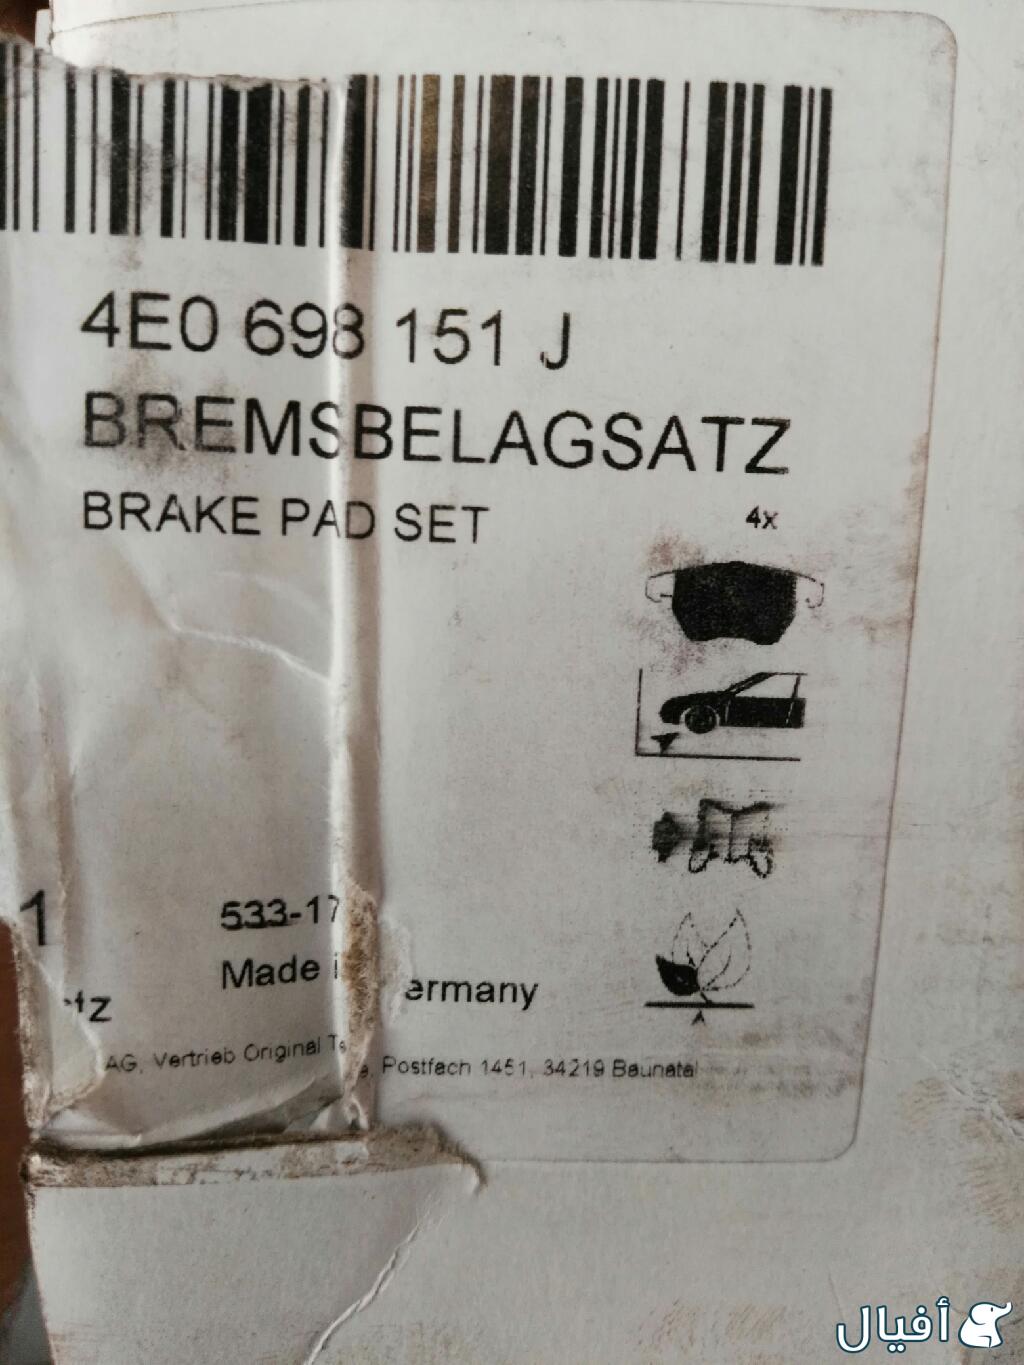 4E0 698 151 J
BREMSBELAGSATZ
BRAKE PAD SET
4x
1
533-17
Made i ermany
tz
AG, Vertrieb Original Te e, Postfach 1451, 34219 Baunatal
أفيال